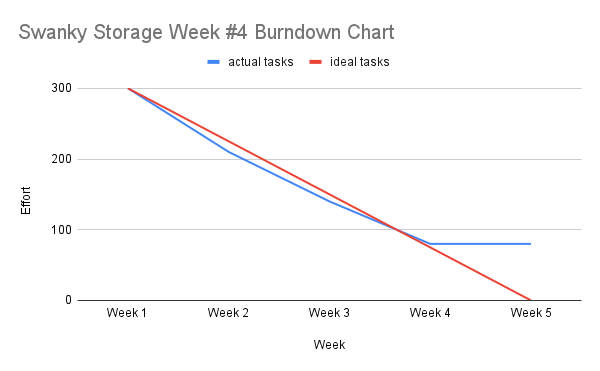 Swanky Storage Week #4 Burndown Chart
actual tasks ideal tasks
300
200
100
0
Effort
Week 1 Week 2 Week 3 Week 4 Week 5
Week